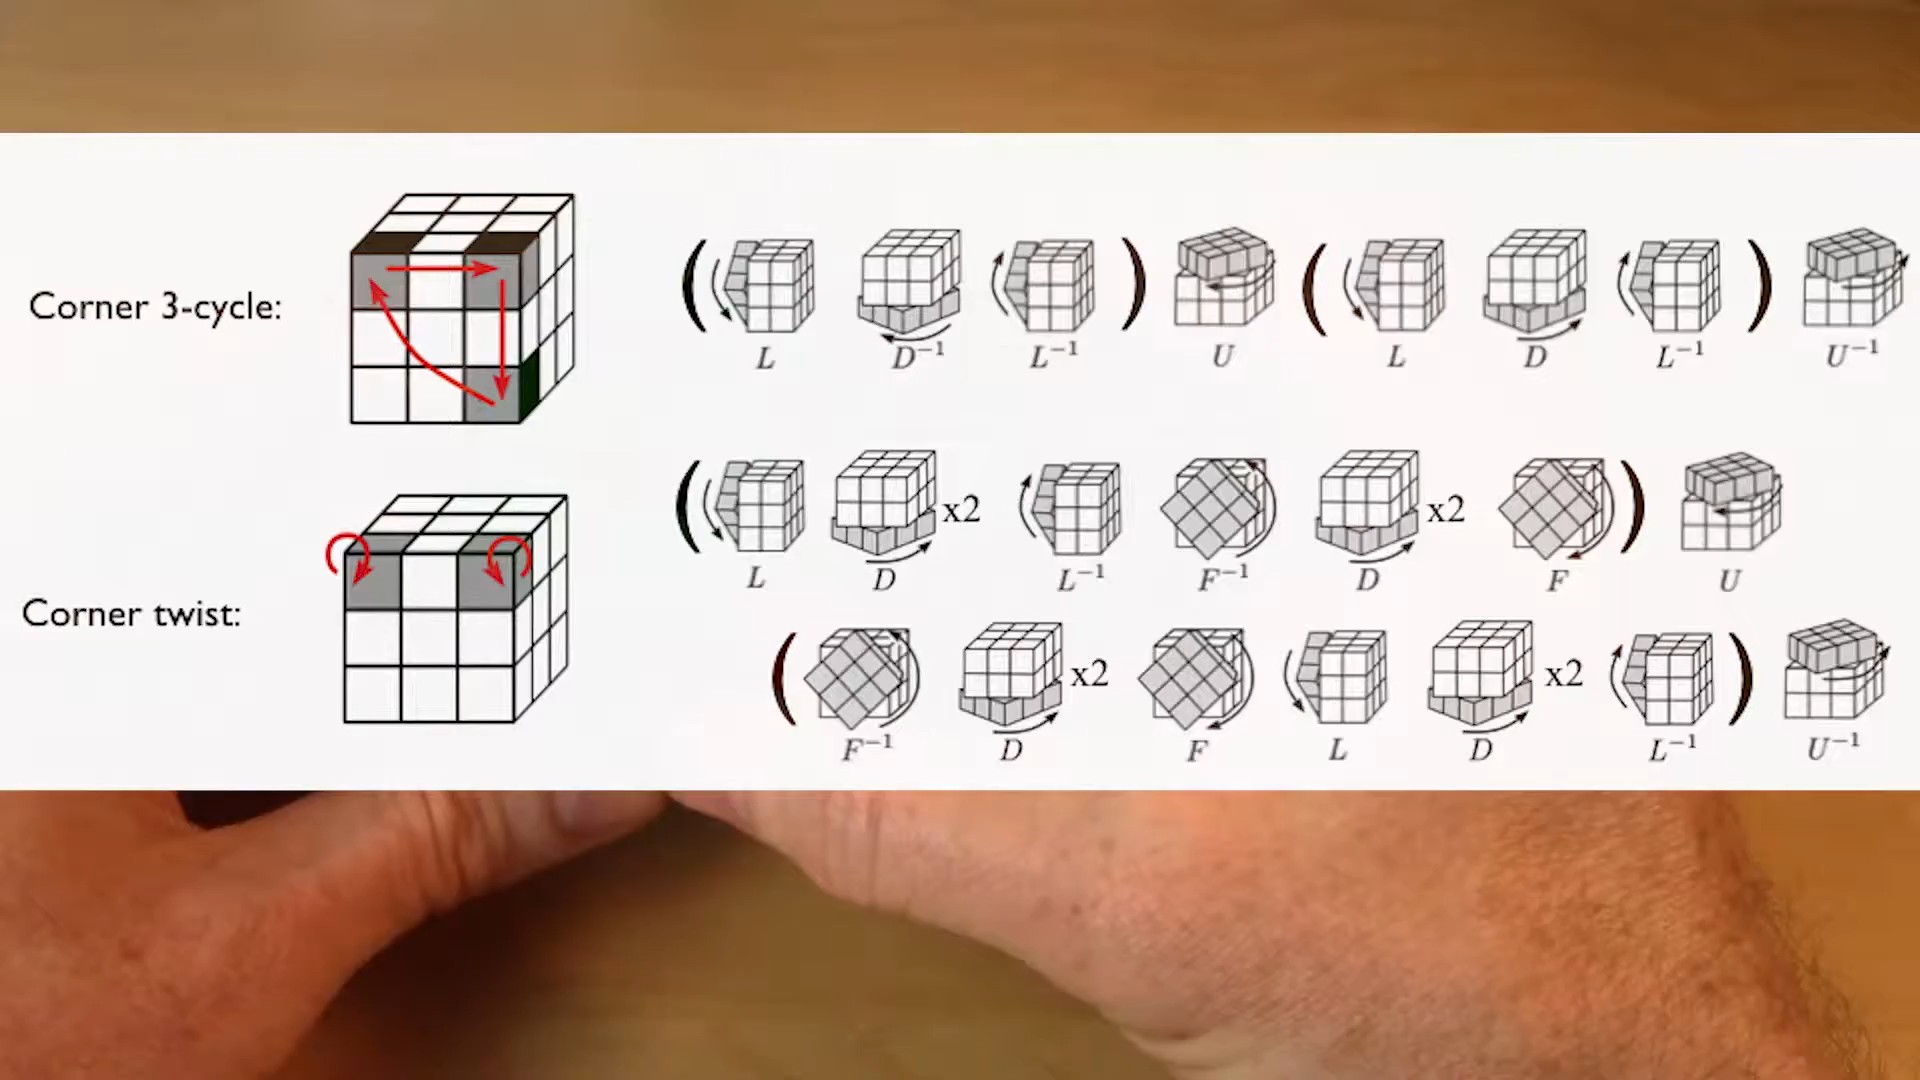 Corner 3-cycle:
( L D⁻¹ L⁻¹ ) U ( L D L⁻¹ ) U⁻¹
Corner twist:
( L D x2 L⁻¹ F⁻¹ D x2 F ) U
( F⁻¹ D x2 F L D x2 L⁻¹ ) U⁻¹